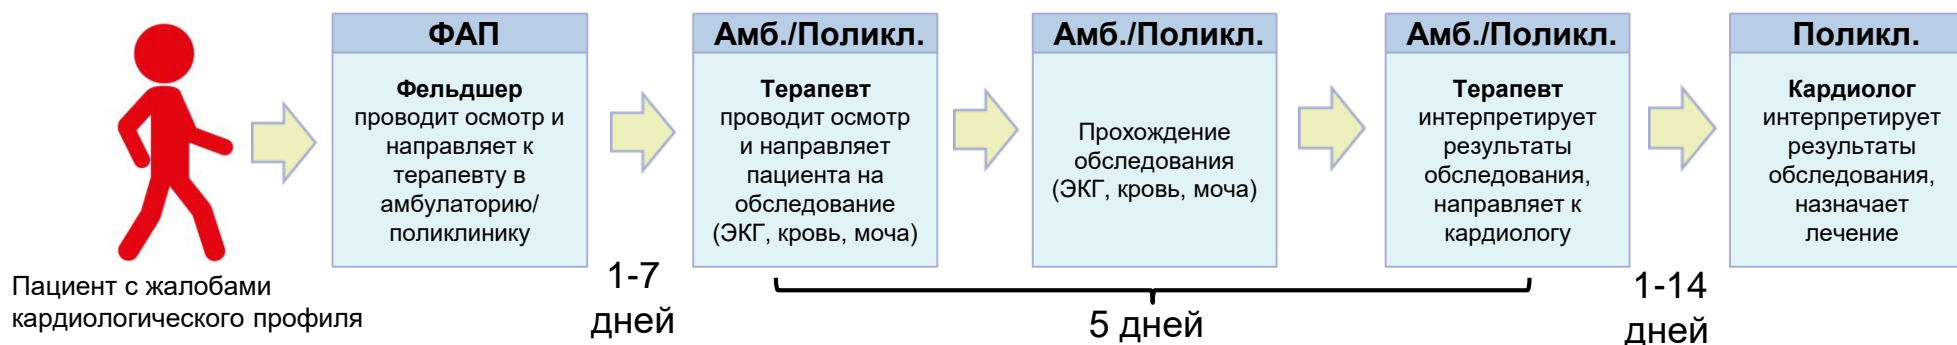 Пациент с жалобами
кардиологического профиля
ФАП
Фельдшер
проводит осмотр и
направляет к
терапевту в
амбулаторию/
поликлинику
1-7
дней
Амб./Поликл.
Терапевт
проводит осмотр
и направляет
пациента на
обследование
(ЭКГ, кровь, моча)
Амб./Поликл.
Прохождение
обследования
(ЭКГ, кровь, моча)
5 дней
Амб./Поликл.
Терапевт
интерпретирует
результаты
обследования,
направляет к
кардиологу
1-14
дней
Поликл.
Кардиолог
интерпретирует
результаты
обследования,
назначает
лечение